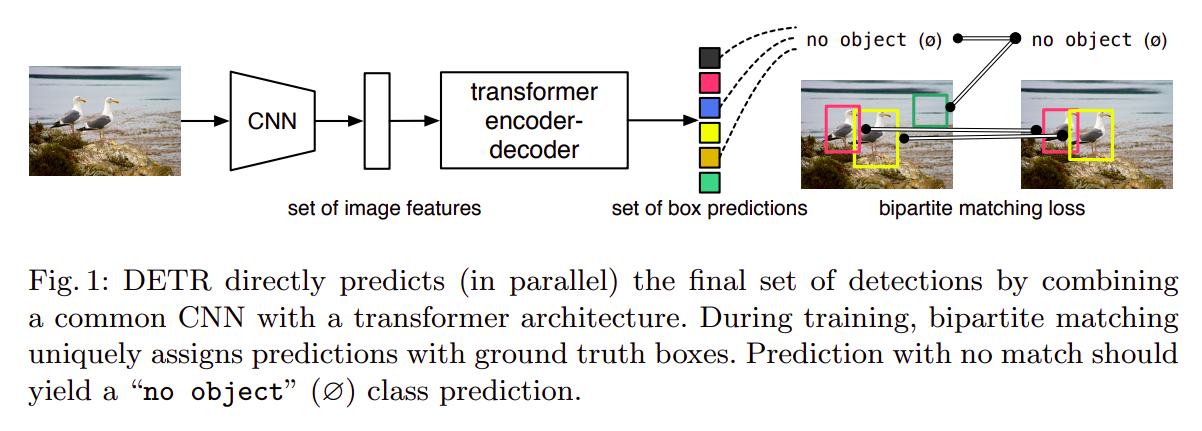 no object (ø) no object (ø)
CNN
transformer
encoder-
decoder
set of image features set of box predictions bipartite matching loss
Fig. 1: DETR directly predicts (in parallel) the final set of detections by combining
a common CNN with a transformer architecture. During training, bipartite matching
uniquely assigns predictions with ground truth boxes. Prediction with no match should
yield a “no object” (∅) class prediction.